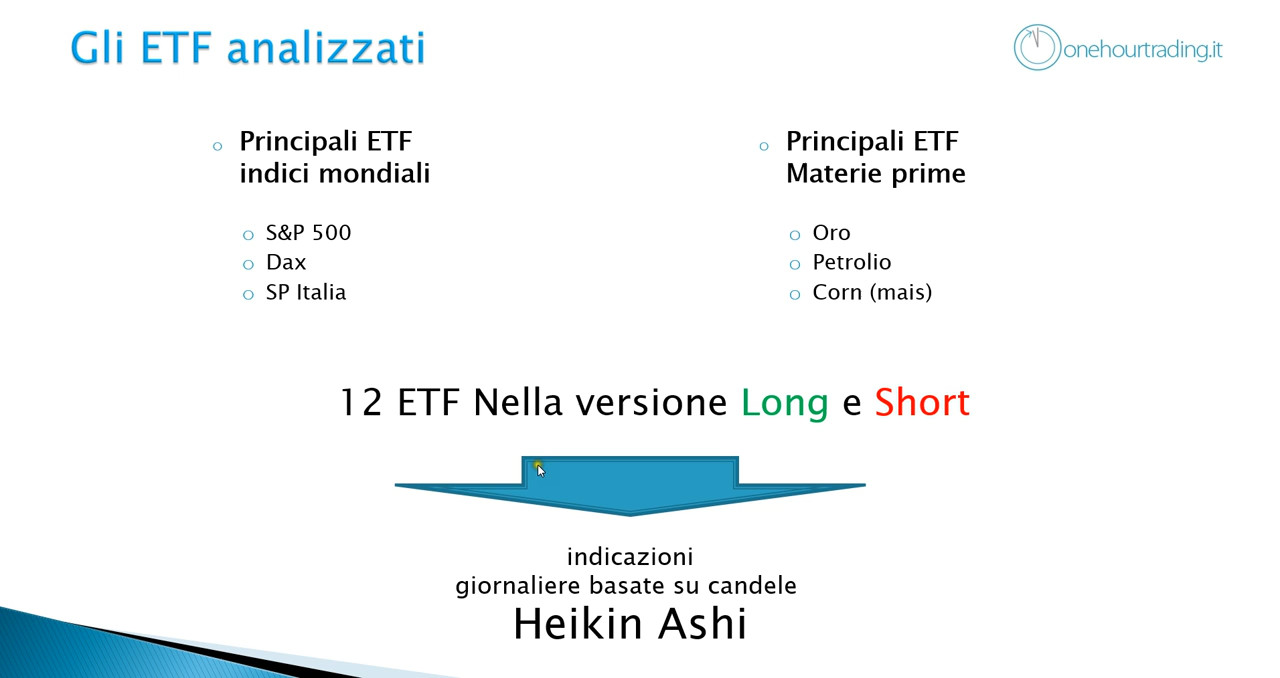 Gli ETF analizzati
onehourtrading.it
Principali ETF
indici mondiali
S&P 500
Dax
SP Italia
Principali ETF
Materie prime
Oro
Petrolio
Corn (mais)
12 ETF Nella versione Long e Short
indicazioni
giornaliere basate su candele
Heikin Ashi